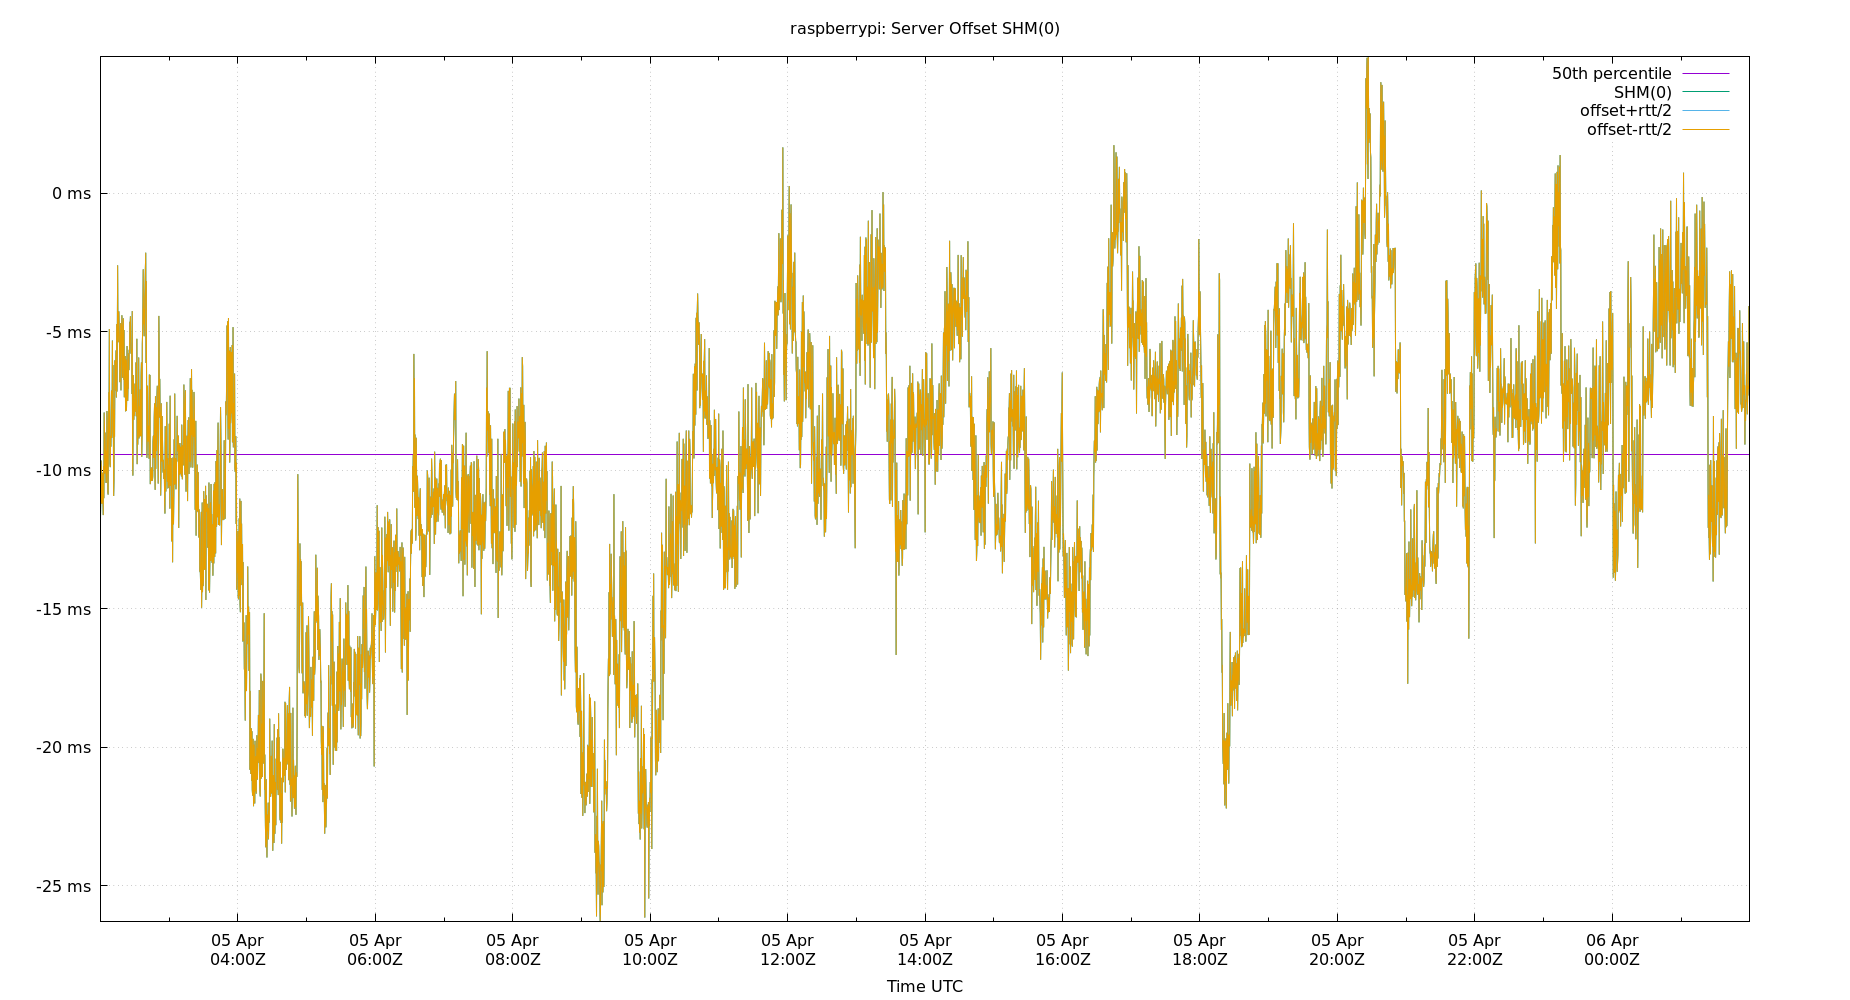 raspberrypi: Server Offset SHM(0)
50th percentile
SHM(0)
offset+rtt/2
offset-rtt/2
0 ms
-5 ms
-10 ms
-15 ms
-20 ms
-25 ms
05 Apr 05 Apr 05 Apr 05 Apr 05 Apr 05 Apr 05 Apr 05 Apr 05 Apr 05 Apr 06 Apr
04:00Z 06:00Z 08:00Z 10:00Z 12:00Z 14:00Z 16:00Z 18:00Z 20:00Z 22:00Z 00:00Z
Time UTC